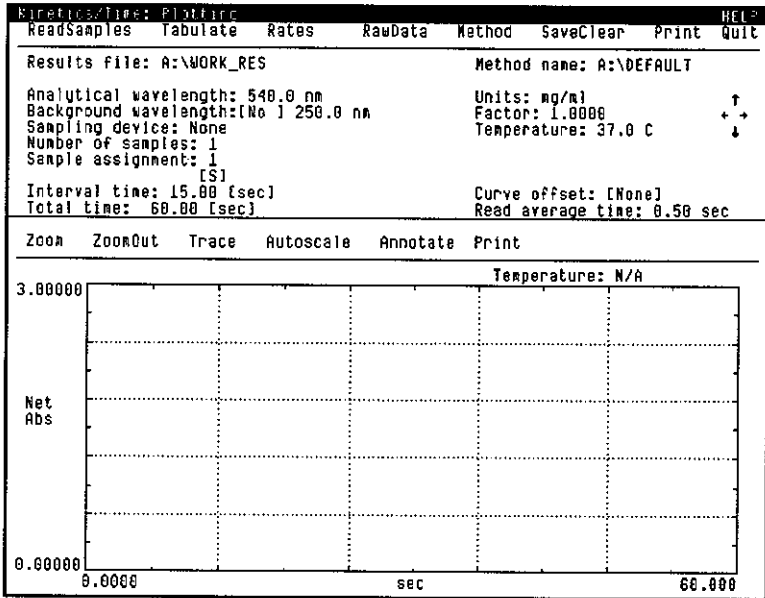 Kinetics/Time: Plotting HELP
ReadSamples Tabulate Rates RawData Method SaveClear Print Quit
Results file: A:\WORK_RES Method name: A:\DEFAULT
Analytical wavelength: 540.0 nm Units: mg/ml ↑
Background wavelength:[No ] 250.0 nm Factor: 1.0000 ← →
Sampling device: None Temperature: 37.0 C ↓
Number of samples: 1
Sample assignment: 1
[S]
Interval time: 15.00 [sec] Curve offset: [None]
Total time: 60.00 [sec] Read average time: 0.50 sec
Zoom ZoomOut Trace Autoscale Annotate Print
Temperature: N/A
3.00000
Net
Abs
0.00000
0.0000 sec 60.000